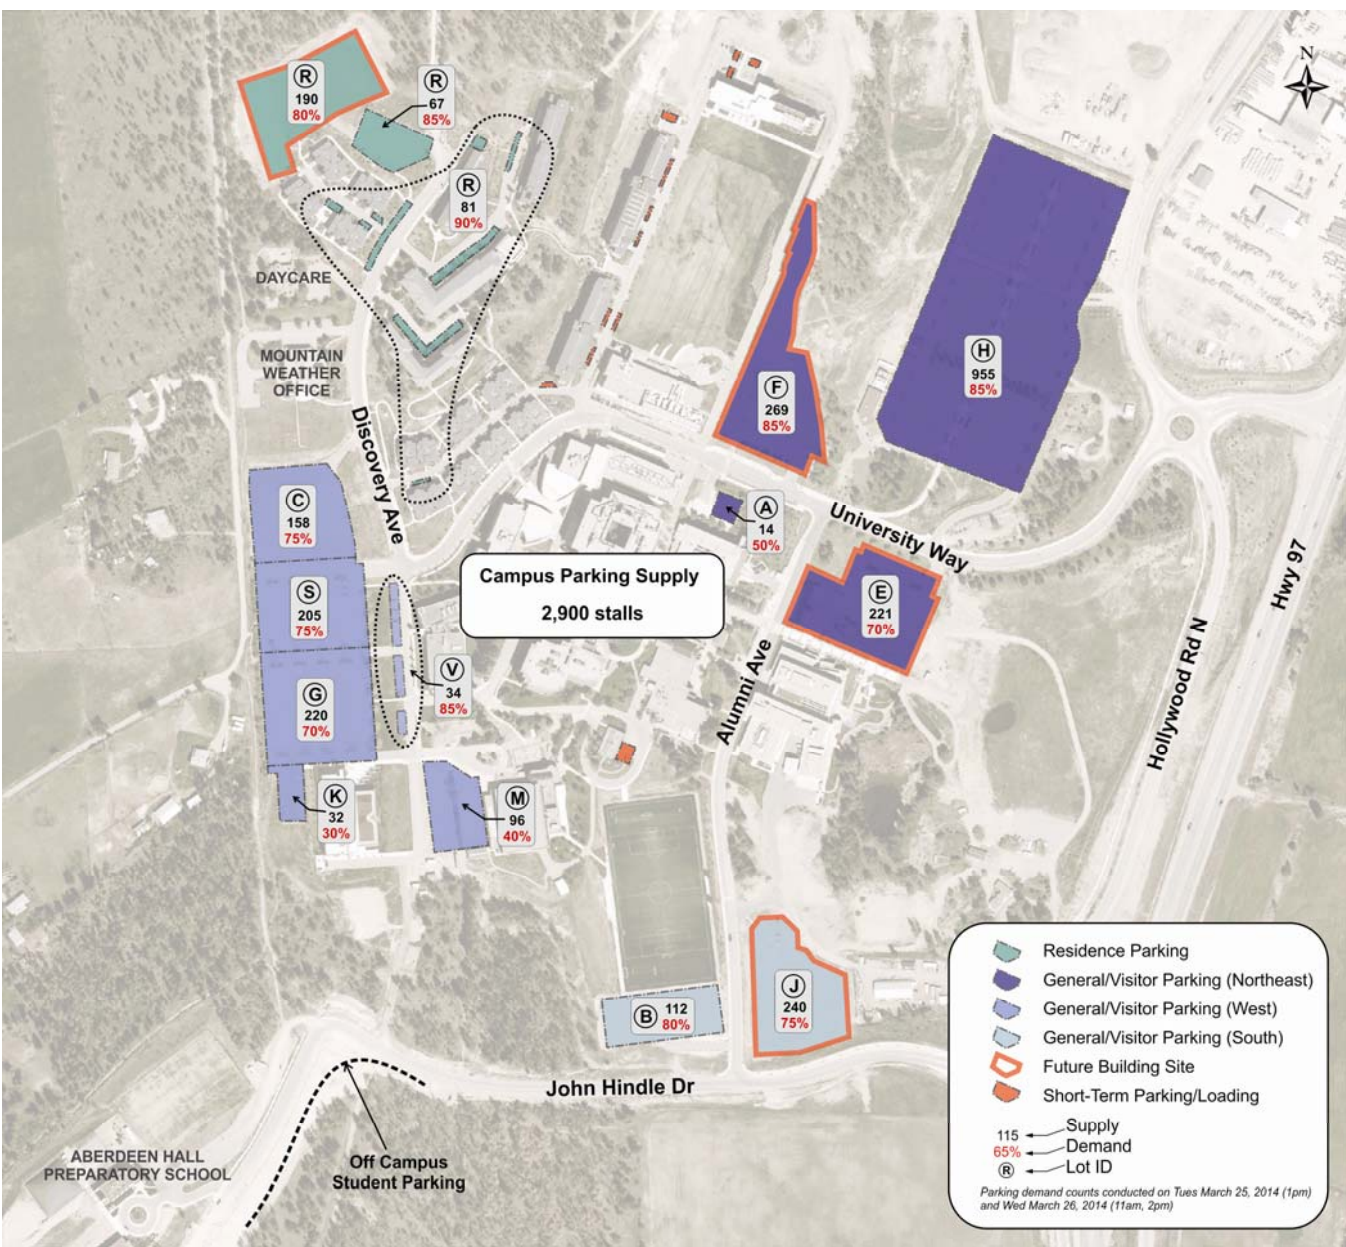 N
R
190
80%
R
67
85%
R
81
90%
DAYCARE
MOUNTAIN
WEATHER
OFFICE
Discovery Ave
H
955
85%
F
269
85%
A
14
50%
University Way
C
158
75%
S
205
75%
G
220
70%
V
34
85%
Campus Parking Supply
2,900 stalls
E
221
70%
Alumni Ave
Hwy 97
Hollywood Rd N
K
32
30%
M
96
40%
B
112
80%
J
240
75%
John Hindle Dr
Off Campus
Student Parking
ABERDEEN HALL
PREPARATORY SCHOOL
Residence Parking
General/Visitor Parking (Northeast)
General/Visitor Parking (West)
General/Visitor Parking (South)
Future Building Site
Short-Term Parking/Loading
115 Supply
65% Demand
R Lot ID
Parking demand counts conducted on Tues March 25, 2014 (1pm)
and Wed March 26, 2014 (11am, 2pm)